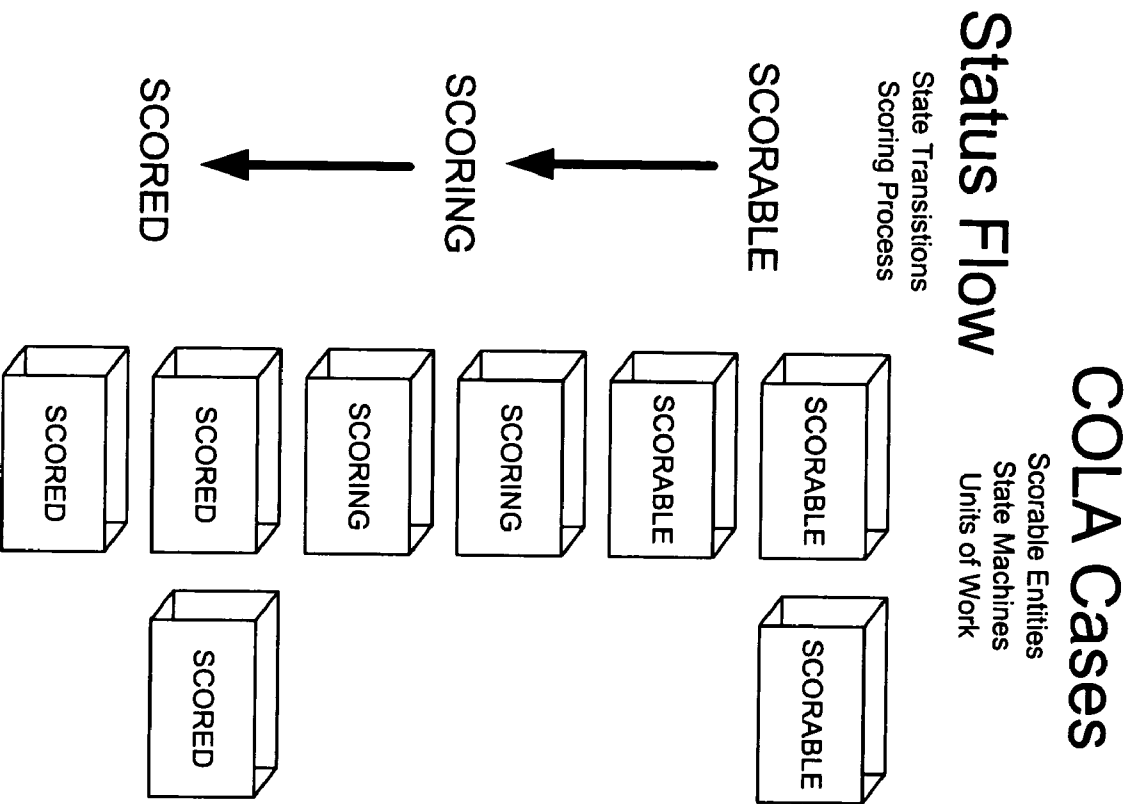 COLA Cases
Scorable Entities
State Machines
Units of Work
Status Flow
State Transistions
Scoring Process
SCORABLE
SCORING
SCORED
SCORABLE
SCORABLE
SCORABLE
SCORING
SCORING
SCORED
SCORED
SCORED